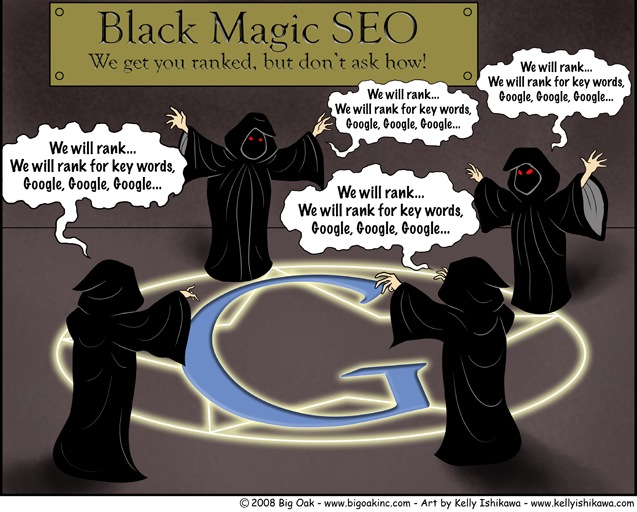 Black Magic SEO
We get you ranked, but don't ask how!
We will rank...
We will rank for key words,
Google, Google, Google...
We will rank...
We will rank for key words,
Google, Google, Google...
We will rank...
We will rank for key words,
Google, Google, Google...
We will rank...
We will rank for key words,
Google, Google, Google...
G
© 2008 Big Oak - www.bigoakinc.com - Art by Kelly Ishikawa - www.kellyishikawa.com